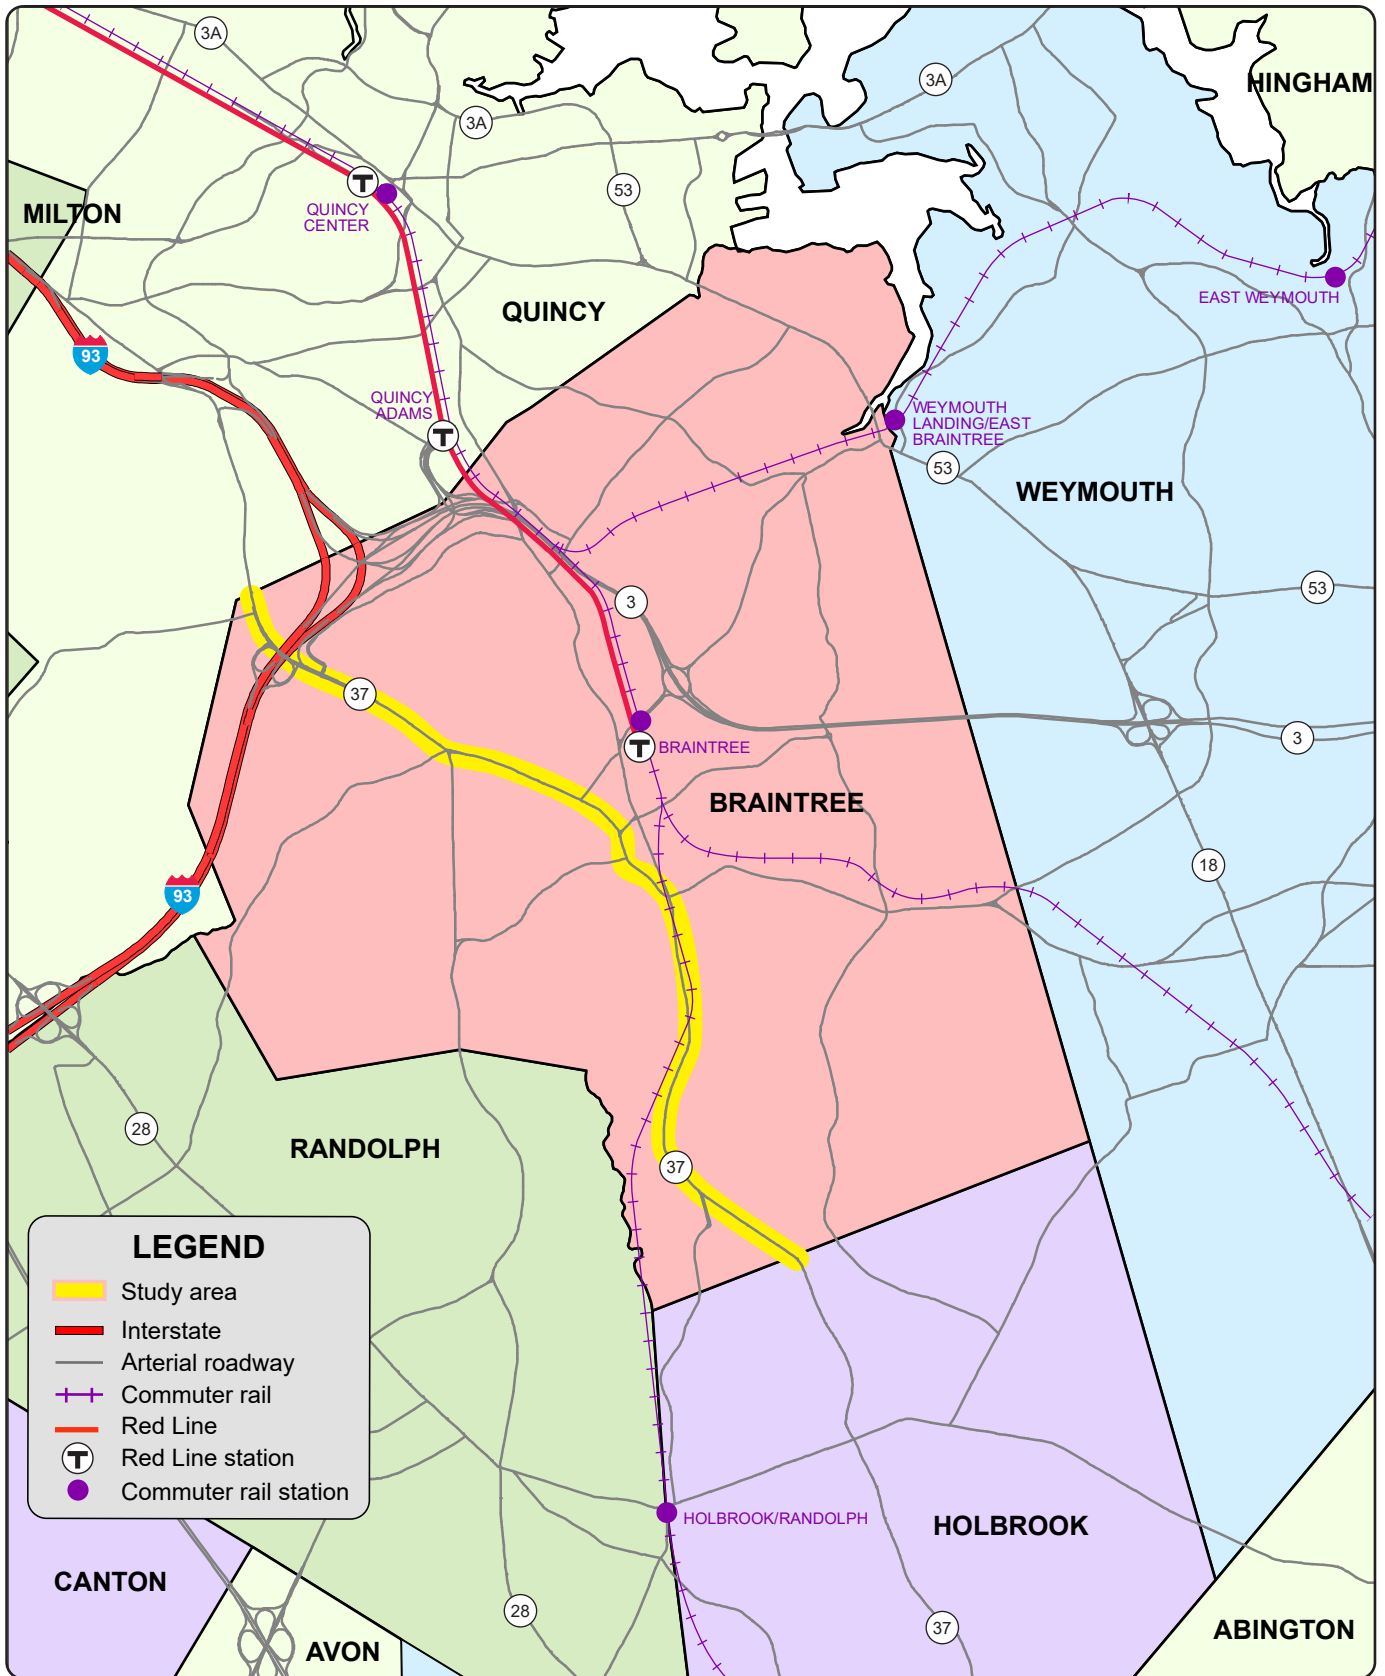 3A
3A
HINGHAM
3A
53
MILTON
QUINCY
CENTER
EAST WEYMOUTH
QUINCY
93
QUINCY
ADAMS
WEYMOUTH
LANDING/EAST
BRAINTREE
53
WEYMOUTH
53
3
37
3
BRAINTREE
BRAINTREE
18
93
28
RANDOLPH
37
LEGEND
Study area
Interstate
Arterial roadway
Commuter rail
Red Line
T Red Line station
Commuter rail station
T
T
T
HOLBROOK/RANDOLPH
HOLBROOK
CANTON
28
37
ABINGTON
AVON